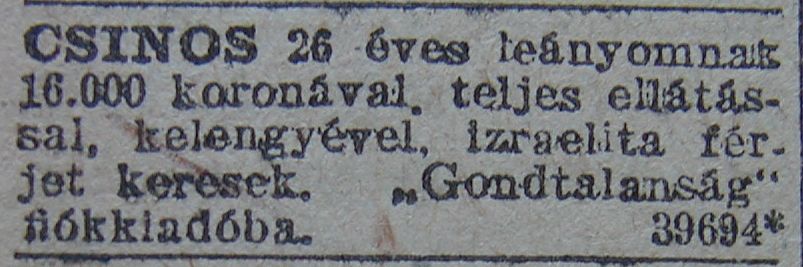 CSINOS 26 éves leányomnak
16.000 koronával, teljes ellátás-
sal, kelengyével, izraelita fér-
jet keresek. „Gondtalanság“
fiókkiadóba. 39694*